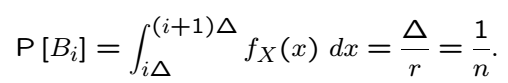 P [B_i] = ∫_{iΔ}^{(i+1)Δ} f_X(x) dx = Δ/r = 1/n.